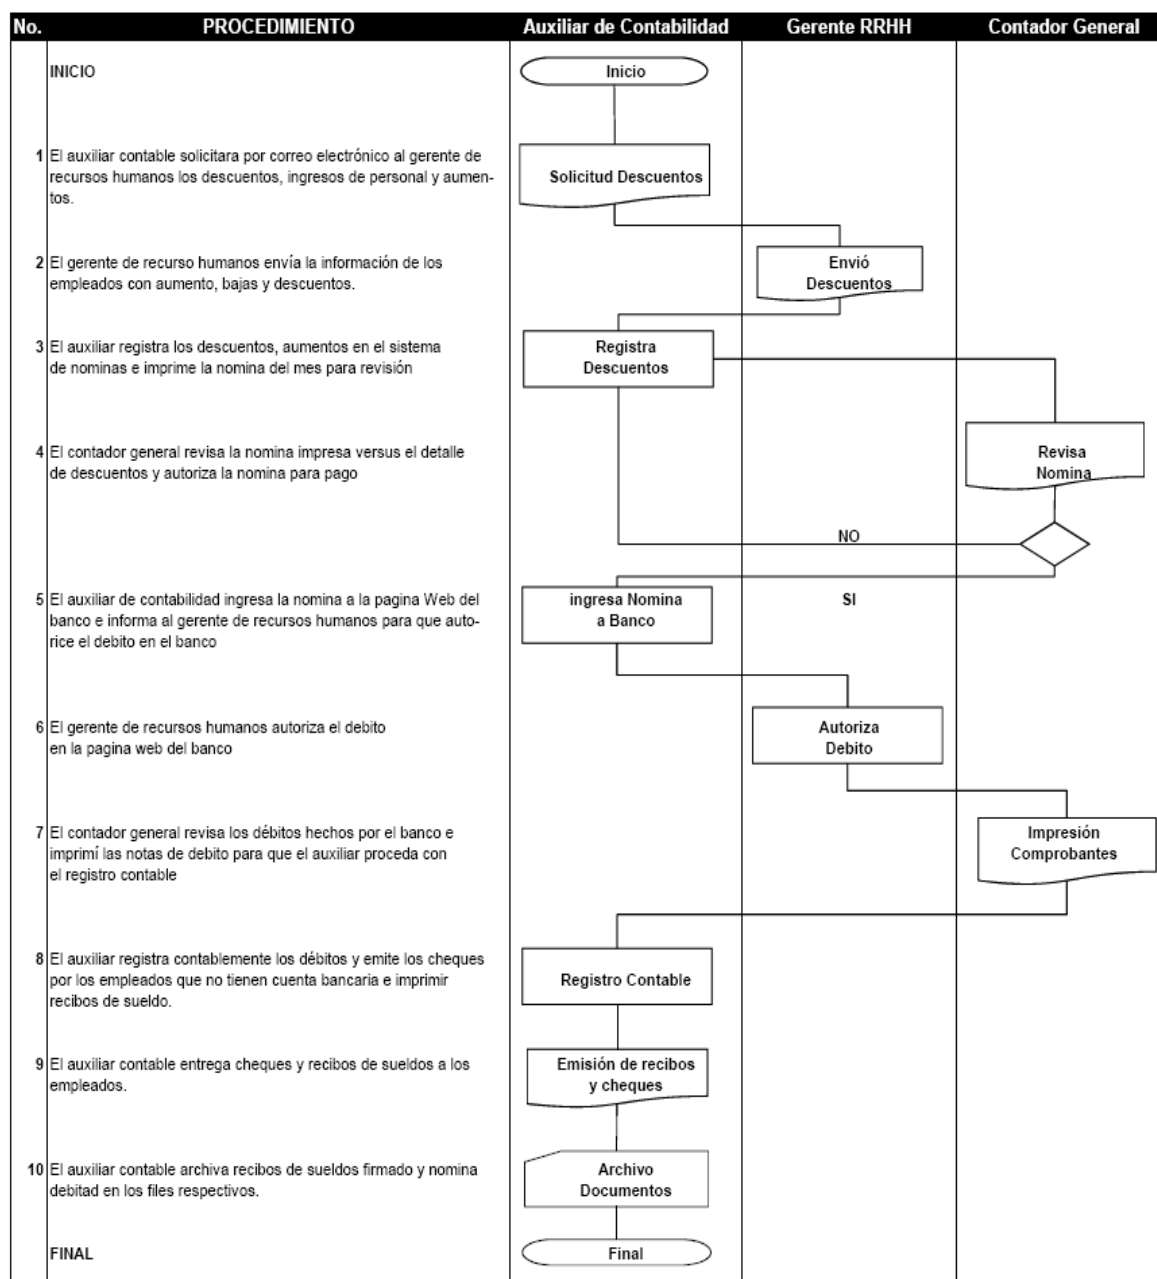 No. PROCEDIMIENTO Auxiliar de Contabilidad Gerente RRHH Contador General
INICIO Inicio
1 El auxiliar contable solicitara por correo electrónico al gerente de
recursos humanos los descuentos, ingresos de personal y aumen-
tos.
Solicitud Descuentos
2 El gerente de recurso humanos envía la información de los
empleados con aumento, bajas y descuentos.
Envió
Descuentos
3 El auxiliar registra los descuentos, aumentos en el sistema
de nominas e imprime la nomina del mes para revisión
Registra
Descuentos
4 El contador general revisa la nomina impresa versus el detalle
de descuentos y autoriza la nomina para pago
Revisa
Nomina
NO
5 El auxiliar de contabilidad ingresa la nomina a la pagina Web del
banco e informa al gerente de recursos humanos para que auto-
rice el debito en el banco
ingresa Nomina
a Banco
SI
6 El gerente de recursos humanos autoriza el debito
en la pagina web del banco
Autoriza
Debito
7 El contador general revisa los débitos hechos por el banco e
imprimí las notas de debito para que el auxiliar proceda con
el registro contable
Impresión
Comprobantes
8 El auxiliar registra contablemente los débitos y emite los cheques
por los empleados que no tienen cuenta bancaria e imprimir
recibos de sueldo.
Registro Contable
9 El auxiliar contable entrega cheques y recibos de sueldos a los
empleados.
Emisión de recibos
y cheques
10 El auxiliar contable archiva recibos de sueldos firmado y nomina
debitad en los files respectivos.
Archivo
Documentos
FINAL Final